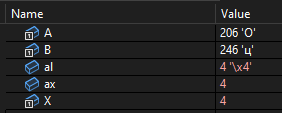 Name Value
A 206 'О'
B 246 'ц'
al 4 '\x4'
ax 4
X 4